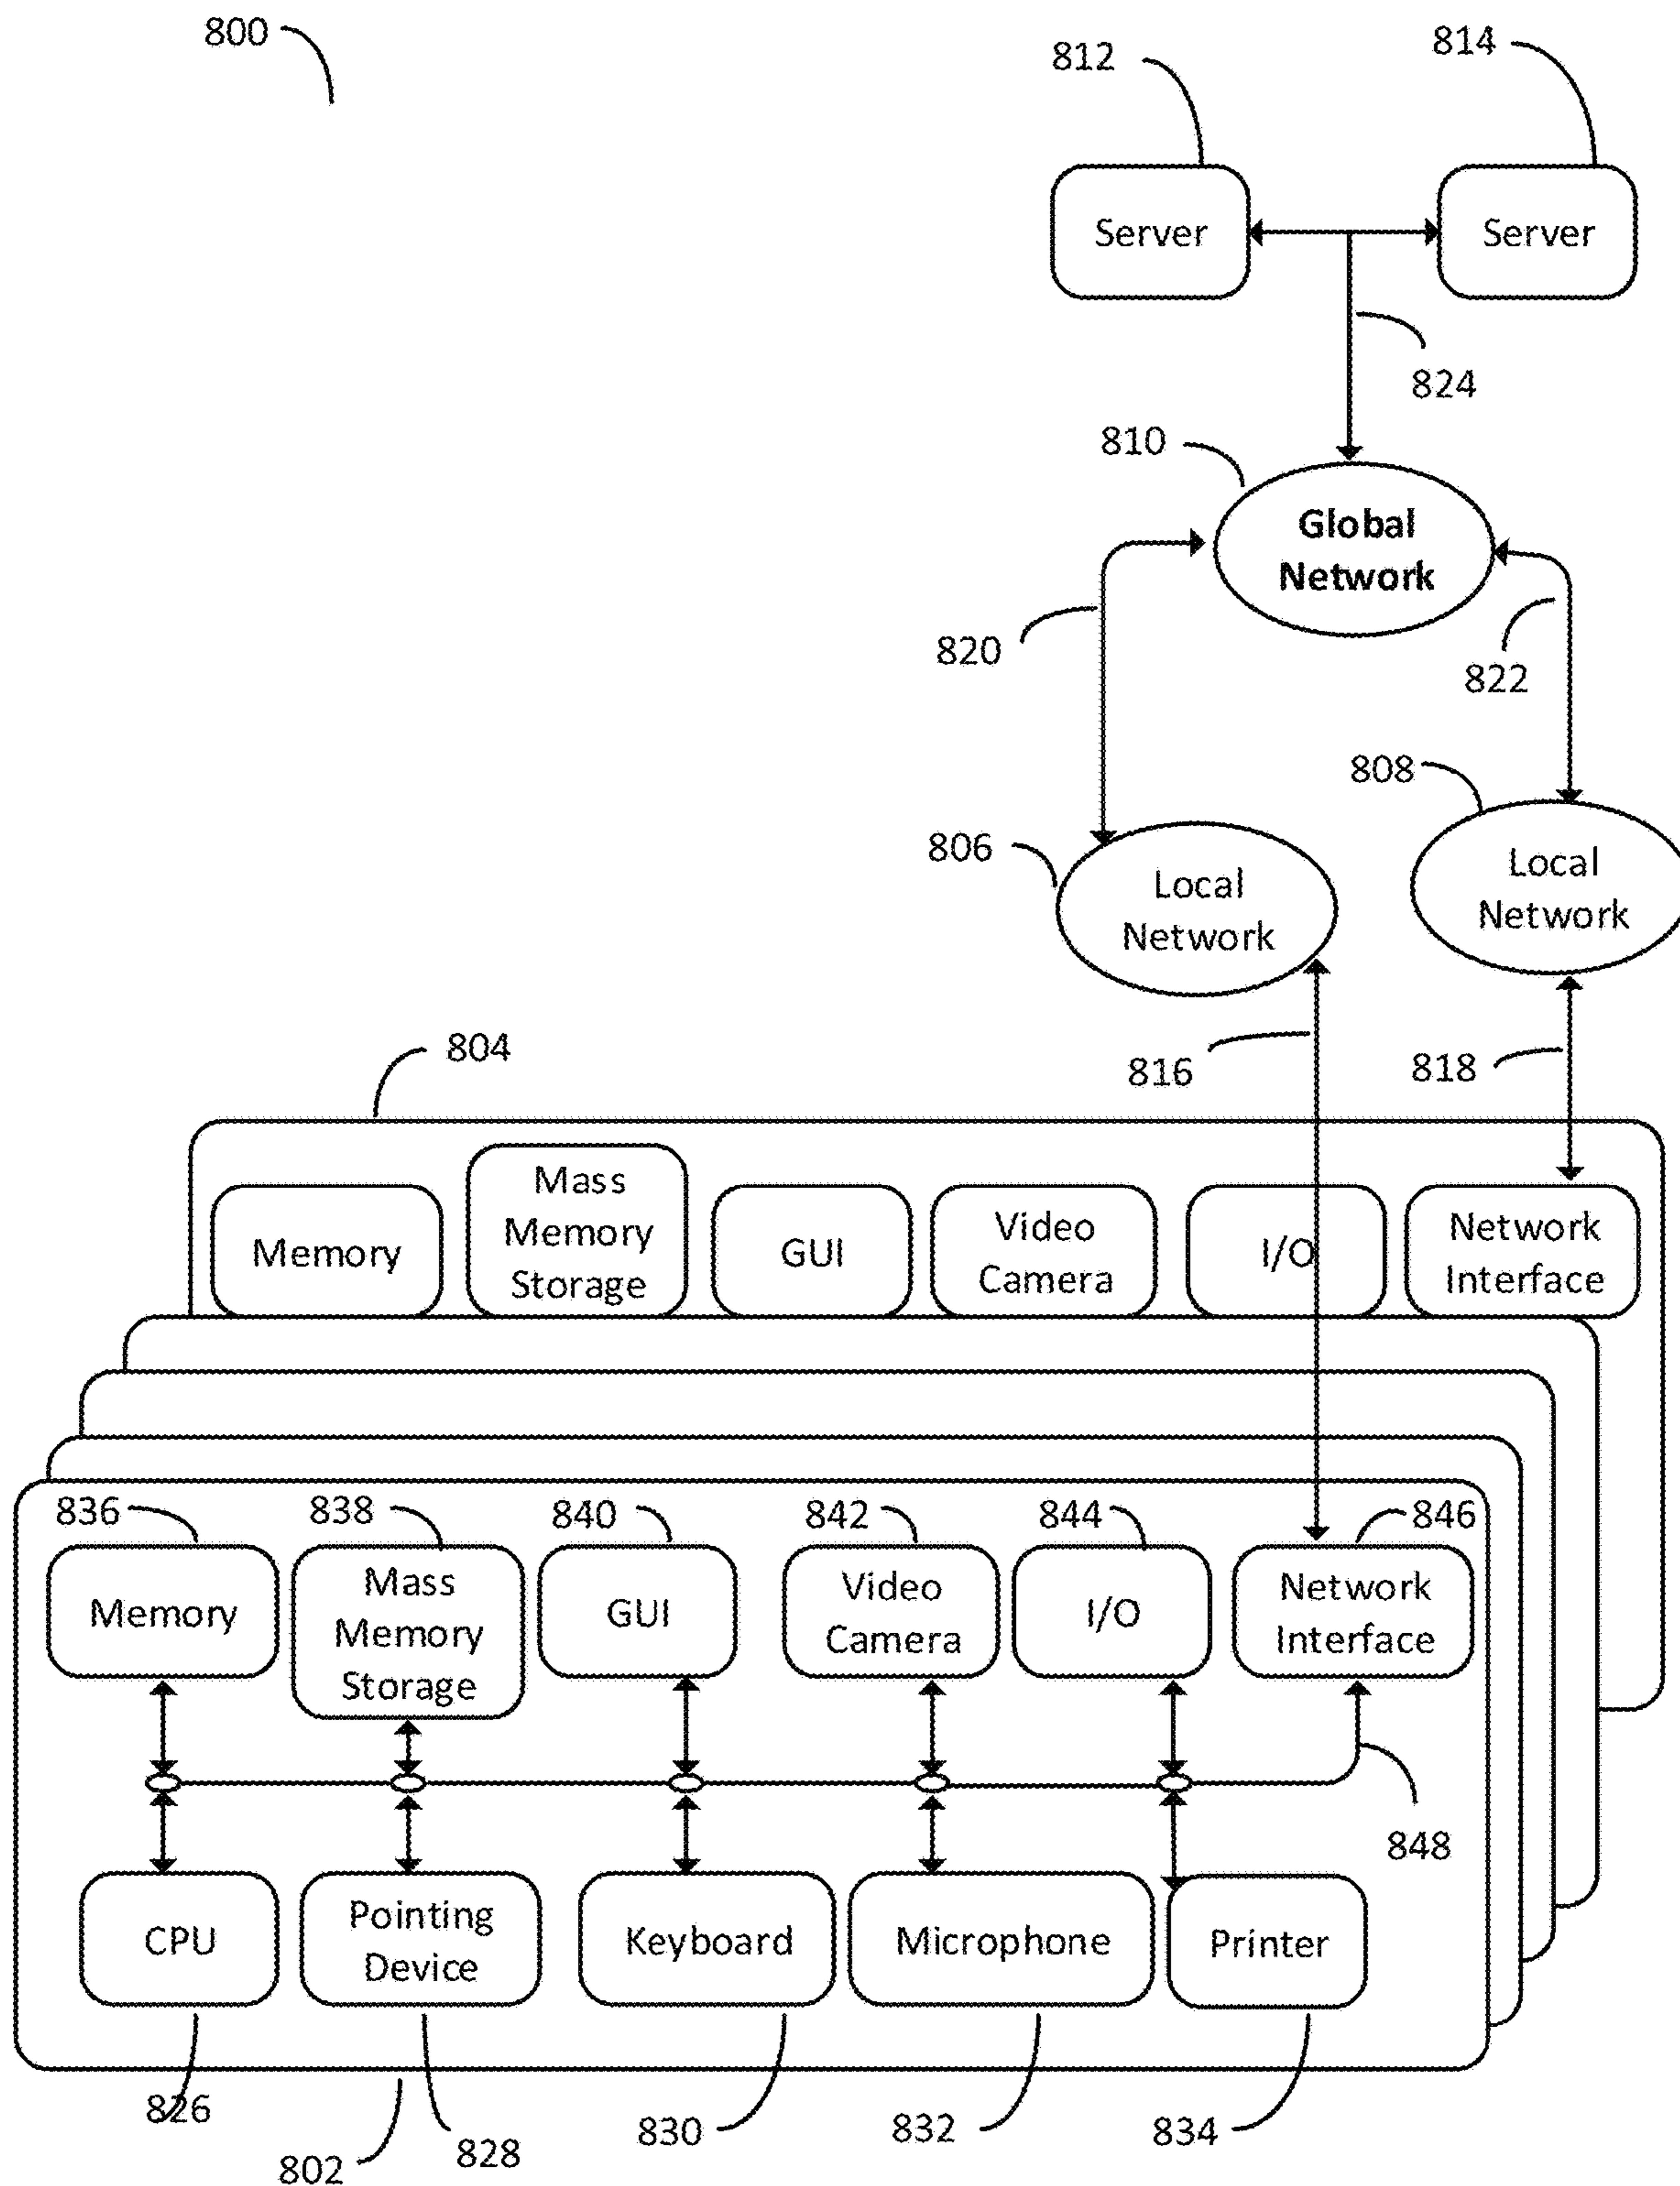 800
812
814
Server
Server
824
810
Global
Network
820
822
808
806
Local
Network
Local
Network
804
816
818
Memory
Mass
Memory
Storage
GUI
Video
Camera
I/O
Network
Interface
836
838
840
842
844
846
Memory
Mass
Memory
Storage
GUI
Video
Camera
I/O
Network
Interface
848
CPU
Pointing
Device
Keyboard
Microphone
Printer
826
802
828
830
832
834